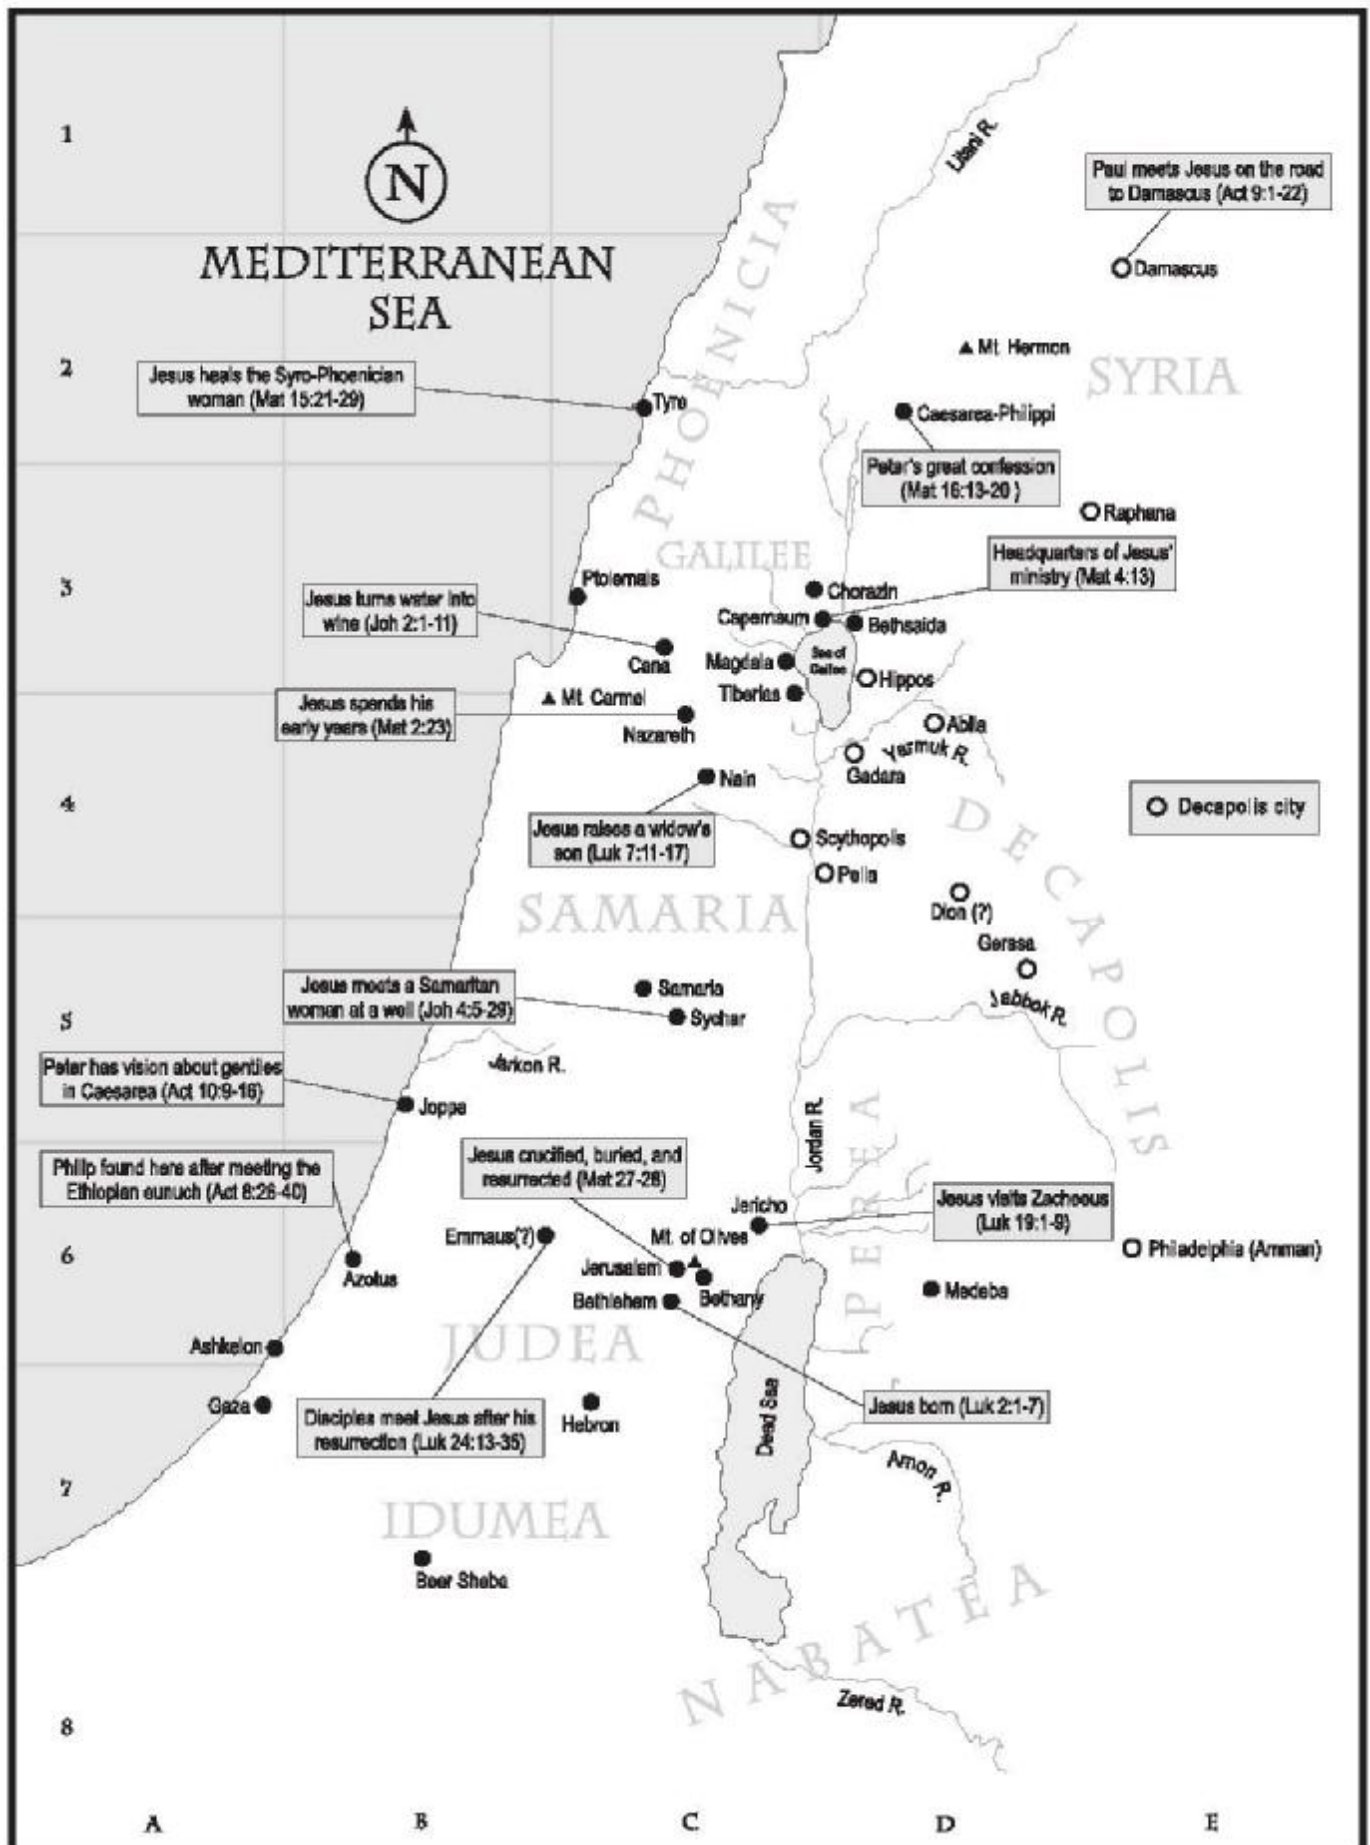 1
N
MEDITERRANEAN
SEA
PHOENICIA
Litani R.
Paul meets Jesus on the road
to Damascus (Act 9:1-22)
Damascus
2
Mt. Hermon
SYRIA
Jesus heals the Syro-Phoenician
woman (Mat 15:21-29)
Tyre
Caesarea-Philippi
Peter's great confession
(Mat 16:13-20 )
Raphana
GALILEE
Headquarters of Jesus'
ministry (Mat 4:13)
3
Ptolemais
Chorazin
Jesus turns water into
wine (Joh 2:1-11)
Capernaum
Bethsaida
Cana
Magdala
Sea of
Galilee
Hippos
Tiberias
Mt. Carmel
Jesus spends his
early years (Mat 2:23)
Nazareth
Abila
Yarmuk R.
Gadara
Nain
4
Decapolis city
DECAPOLIS
Jesus raises a widow's
son (Luk 7:11-17)
Scythopolis
Pella
SAMARIA
Dion (?)
Gerasa
Jesus meets a Samaritan
woman at a well (Joh 4:5-29)
Samaria
Sychar
Jabbok R.
5
Jarkon R.
Peter has vision about gentiles
in Caesarea (Act 10:9-16)
Joppa
Jordan R.
PEREA
Philip found here after meeting the
Ethiopian eunuch (Act 8:26-40)
Jesus crucified, buried, and
resurrected (Mat 27-28)
Jericho
Jesus visits Zacheous
(Luk 19:1-9)
Emmaus(?)
Mt. of Olives
6
Philadelphia (Amman)
Azotus
Jerusalem
Bethany
Medeba
Bethlehem
Ashkelon
JUDEA
Gaza
Disciples meet Jesus after his
resurrection (Luk 24:13-35)
Hebron
Dead Sea
Jesus born (Luk 2:1-7)
Arnon R.
7
IDUMEA
Beer Sheba
NABATEA
Zered R.
8
A B C D E